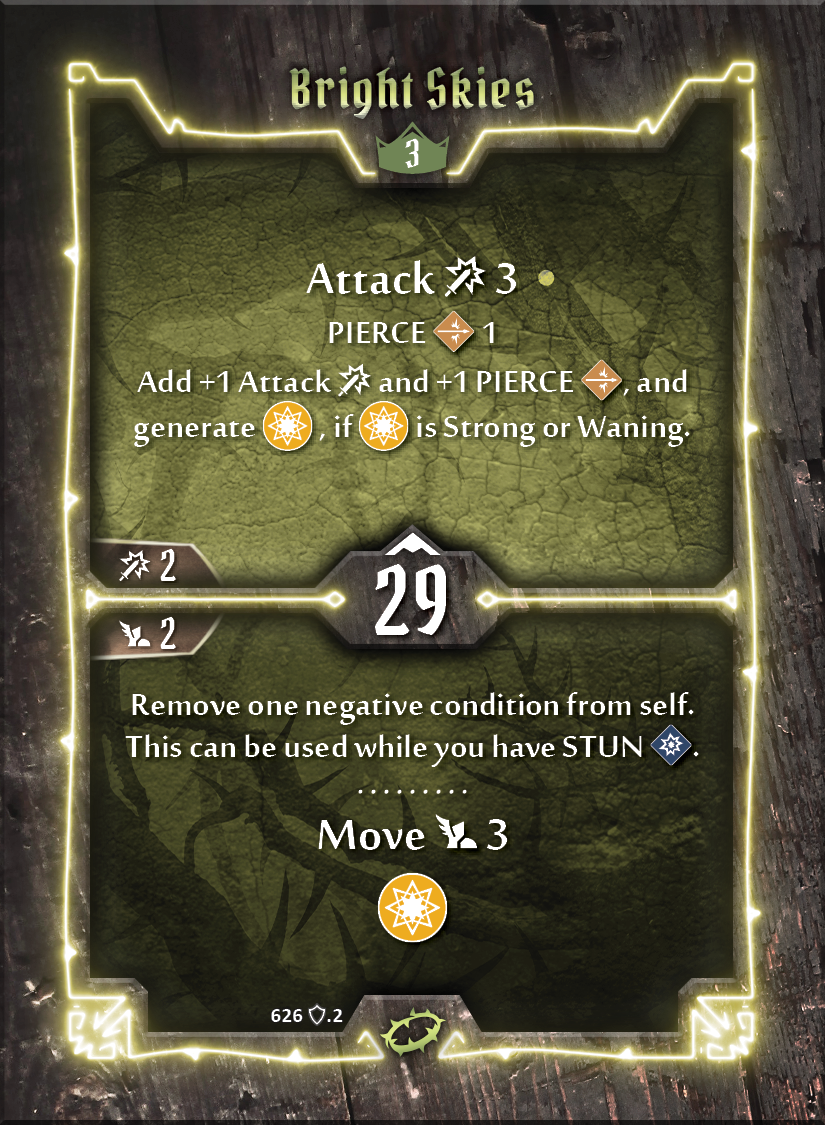 Bright Skies
3
Attack 3
PIERCE 1
Add +1 Attack and +1 PIERCE , and
generate , if is Strong or Waning.
2
29
2
Remove one negative condition from self.
This can be used while you have STUN .
.........
Move 3
626 .2